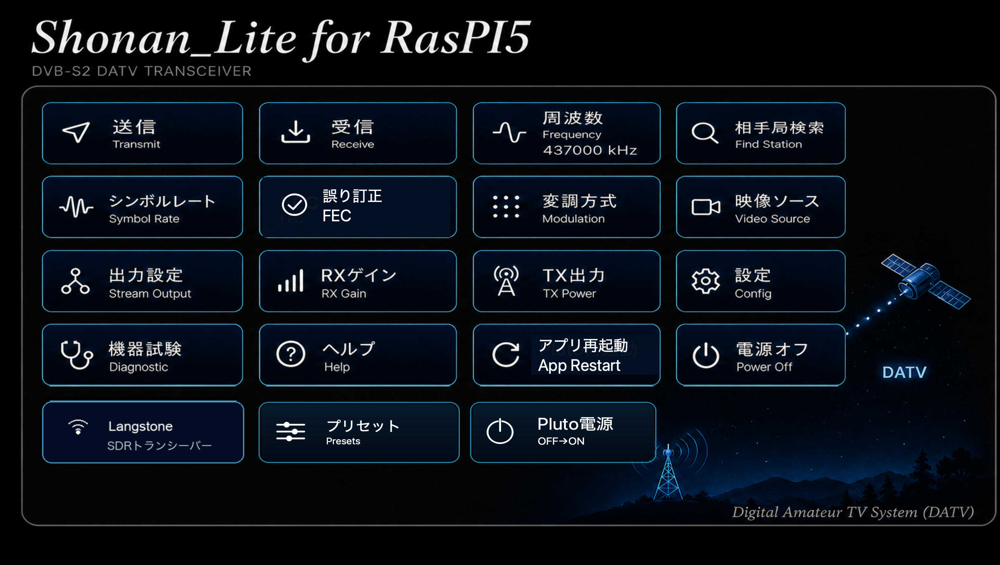 Shonan_Lite for RasPI5
DVB-S2 DATV TRANSCEIVER
送信
Transmit
受信
Receive
周波数
Frequency
437000 kHz
相手局検索
Find Station
シンボルレート
Symbol Rate
誤り訂正
FEC
変調方式
Modulation
映像ソース
Video Source
出力設定
Stream Output
RXゲイン
RX Gain
TX出力
TX Power
設定
Config
機器試験
Diagnostic
ヘルプ
Help
アプリ再起動
App Restart
電源オフ
Power Off
DATV
Langstone
SDRトランシーバー
プリセット
Presets
Pluto電源
OFF→ON
Digital Amateur TV System (DATV)